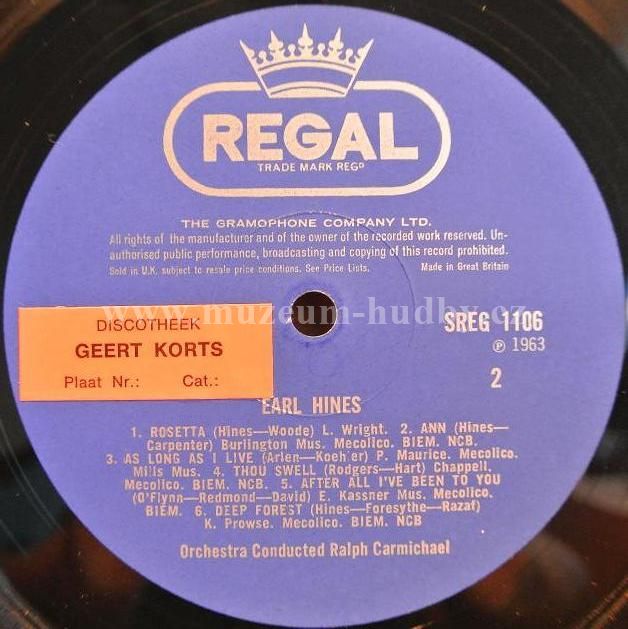 REGAL
TRADE MARK REGD
THE GRAMOPHONE COMPANY LTD.
All rights of the manufacturer and of the owner of the recorded work reserved. Un-
authorised public performance, broadcasting and copying of this record prohibited.
Sold in U.K. subject to resale price conditions. See Price Lists.
Made in Great Britain
www.muzeum-hudby.cz
DISCOTHEEK
GEERT KORTS
Plaat Nr.: Cat.:
SREG 1106
℗ 1963
2
EARL HINES
1. ROSETTA (Hines—Woode) L. Wright. 2. ANN (Hines—
Carpenter) Burlington Mus. Mecolico. BIEM. NCB.
3. AS LONG AS I LIVE (Arlen—Koehler) P. Maurice. Mecolico.
Mills Mus. 4. THOU SWELL (Rodgers—Hart) Chappell.
Mecolico. BIEM. NCB. 5. AFTER ALL I'VE BEEN TO YOU
(O'Flynn—Redmond—David) E. Kassner Mus. Mecolico.
BIEM. 6. DEEP FOREST (Hines—Foresythe—Razaf)
K. Prowse. Mecolico. BIEM. NCB
Orchestra Conducted Ralph Carmichael